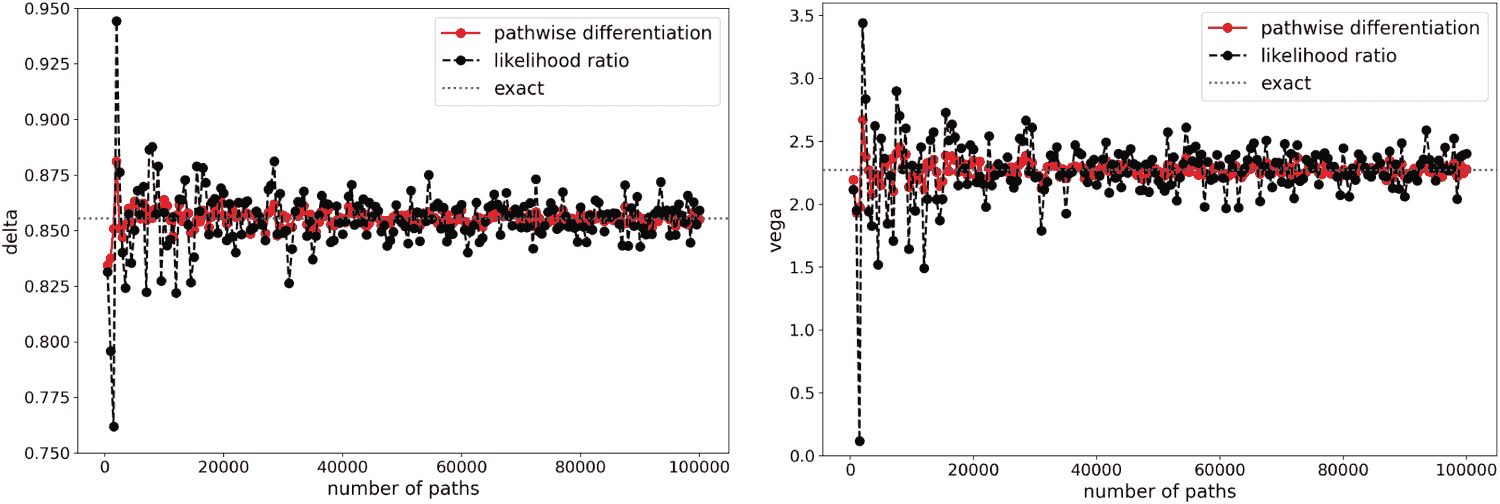 0.950
0.925
0.900
0.875
0.850
0.825
0.800
0.775
0.750
delta
0
20000
40000
60000
80000
100000
number of paths
pathwise differentiation
likelihood ratio
exact
3.5
3.0
2.5
2.0
1.5
1.0
0.5
0.0
vega
0
20000
40000
60000
80000
100000
number of paths
pathwise differentiation
likelihood ratio
exact